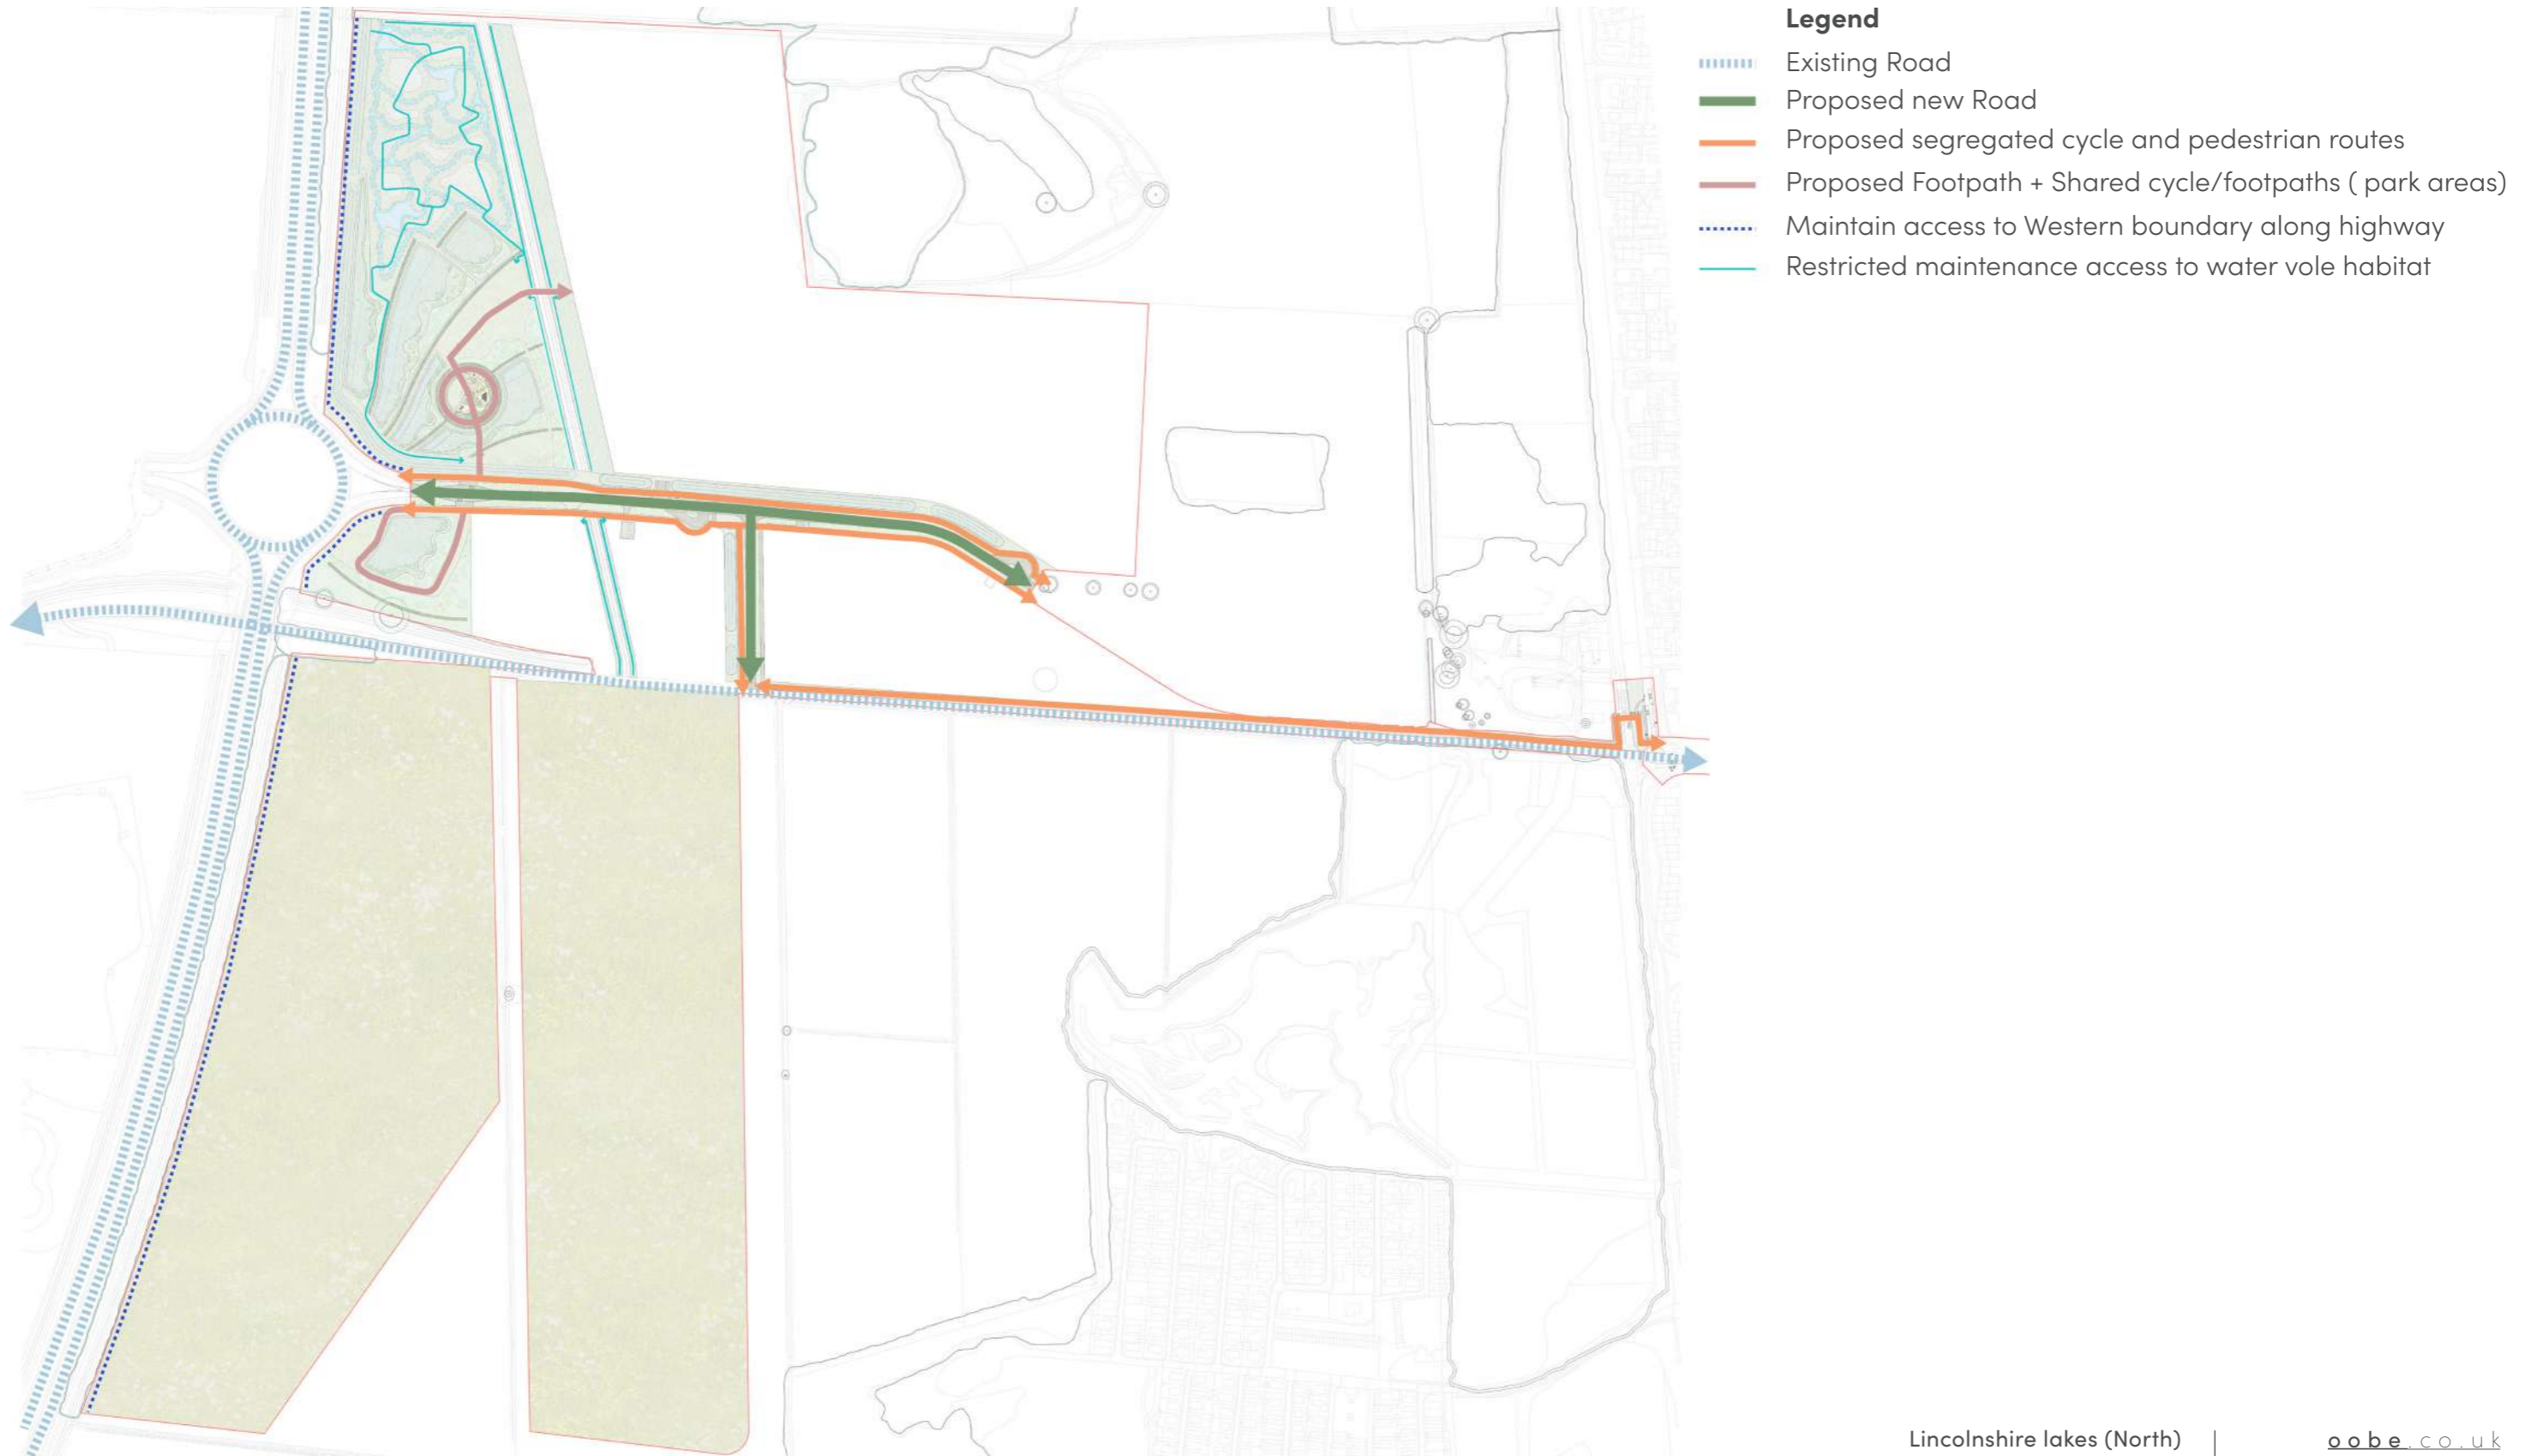 Legend
Existing Road
Proposed new Road
Proposed segregated cycle and pedestrian routes
Proposed Footpath + Shared cycle/footpaths ( park areas)
Maintain access to Western boundary along highway
Restricted maintenance access to water vole habitat
Lincolnshire lakes (North) | oobe.co.uk